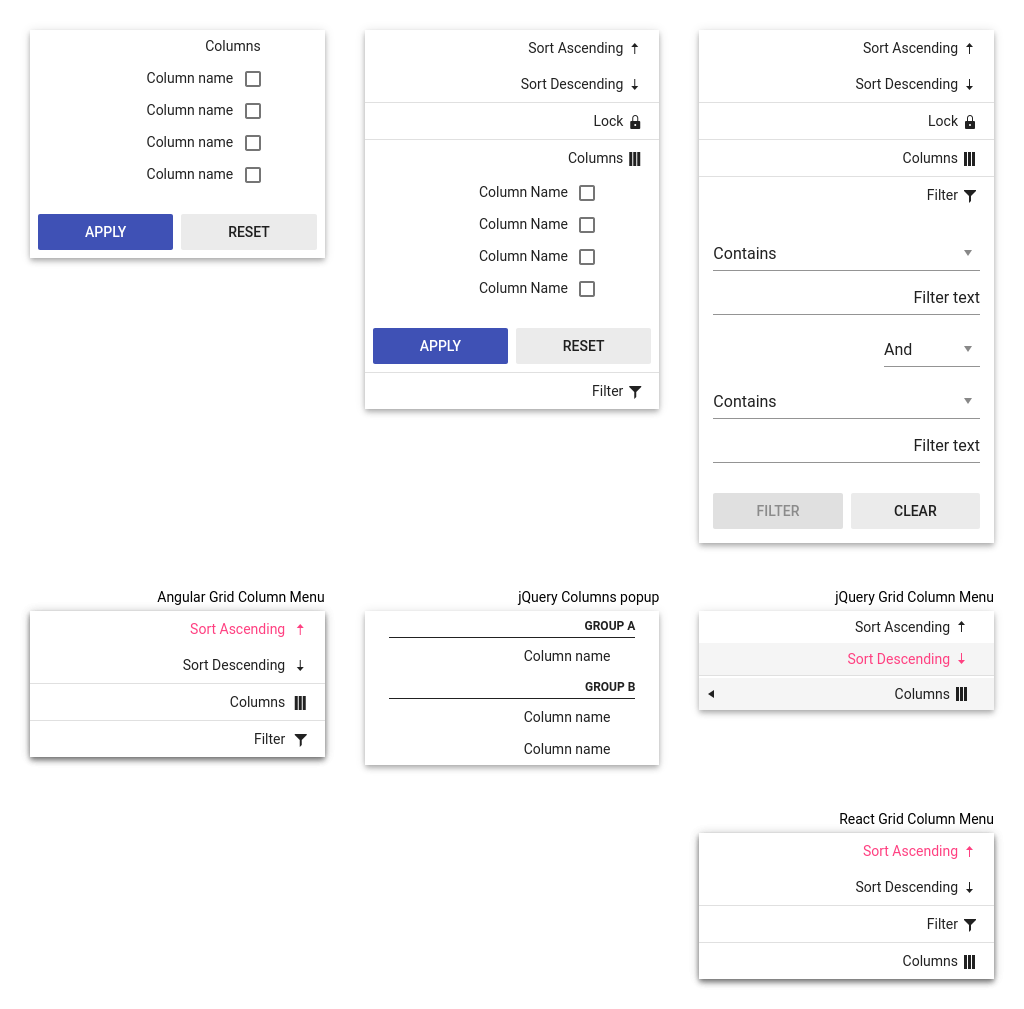 Columns
Column name
Column name
Column name
Column name
APPLY RESET
Sort Ascending
Sort Descending
Lock
Columns
Column Name
Column Name
Column Name
Column Name
APPLY RESET
Filter
Sort Ascending
Sort Descending
Lock
Columns
Filter
Contains
Filter text
And
Contains
Filter text
FILTER CLEAR
Angular Grid Column Menu
Sort Ascending
Sort Descending
Columns
Filter
jQuery Columns popup
GROUP A
Column name
GROUP B
Column name
Column name
jQuery Grid Column Menu
Sort Ascending
Sort Descending
Columns
React Grid Column Menu
Sort Ascending
Sort Descending
Filter
Columns